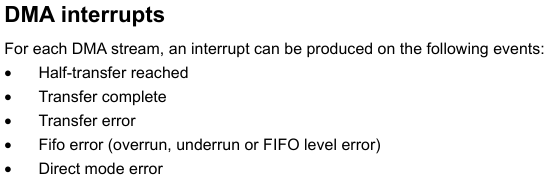 DMA interrupts
For each DMA stream, an interrupt can be produced on the following events:
• Half-transfer reached
• Transfer complete
• Transfer error
• Fifo error (overrun, underrun or FIFO level error)
• Direct mode error